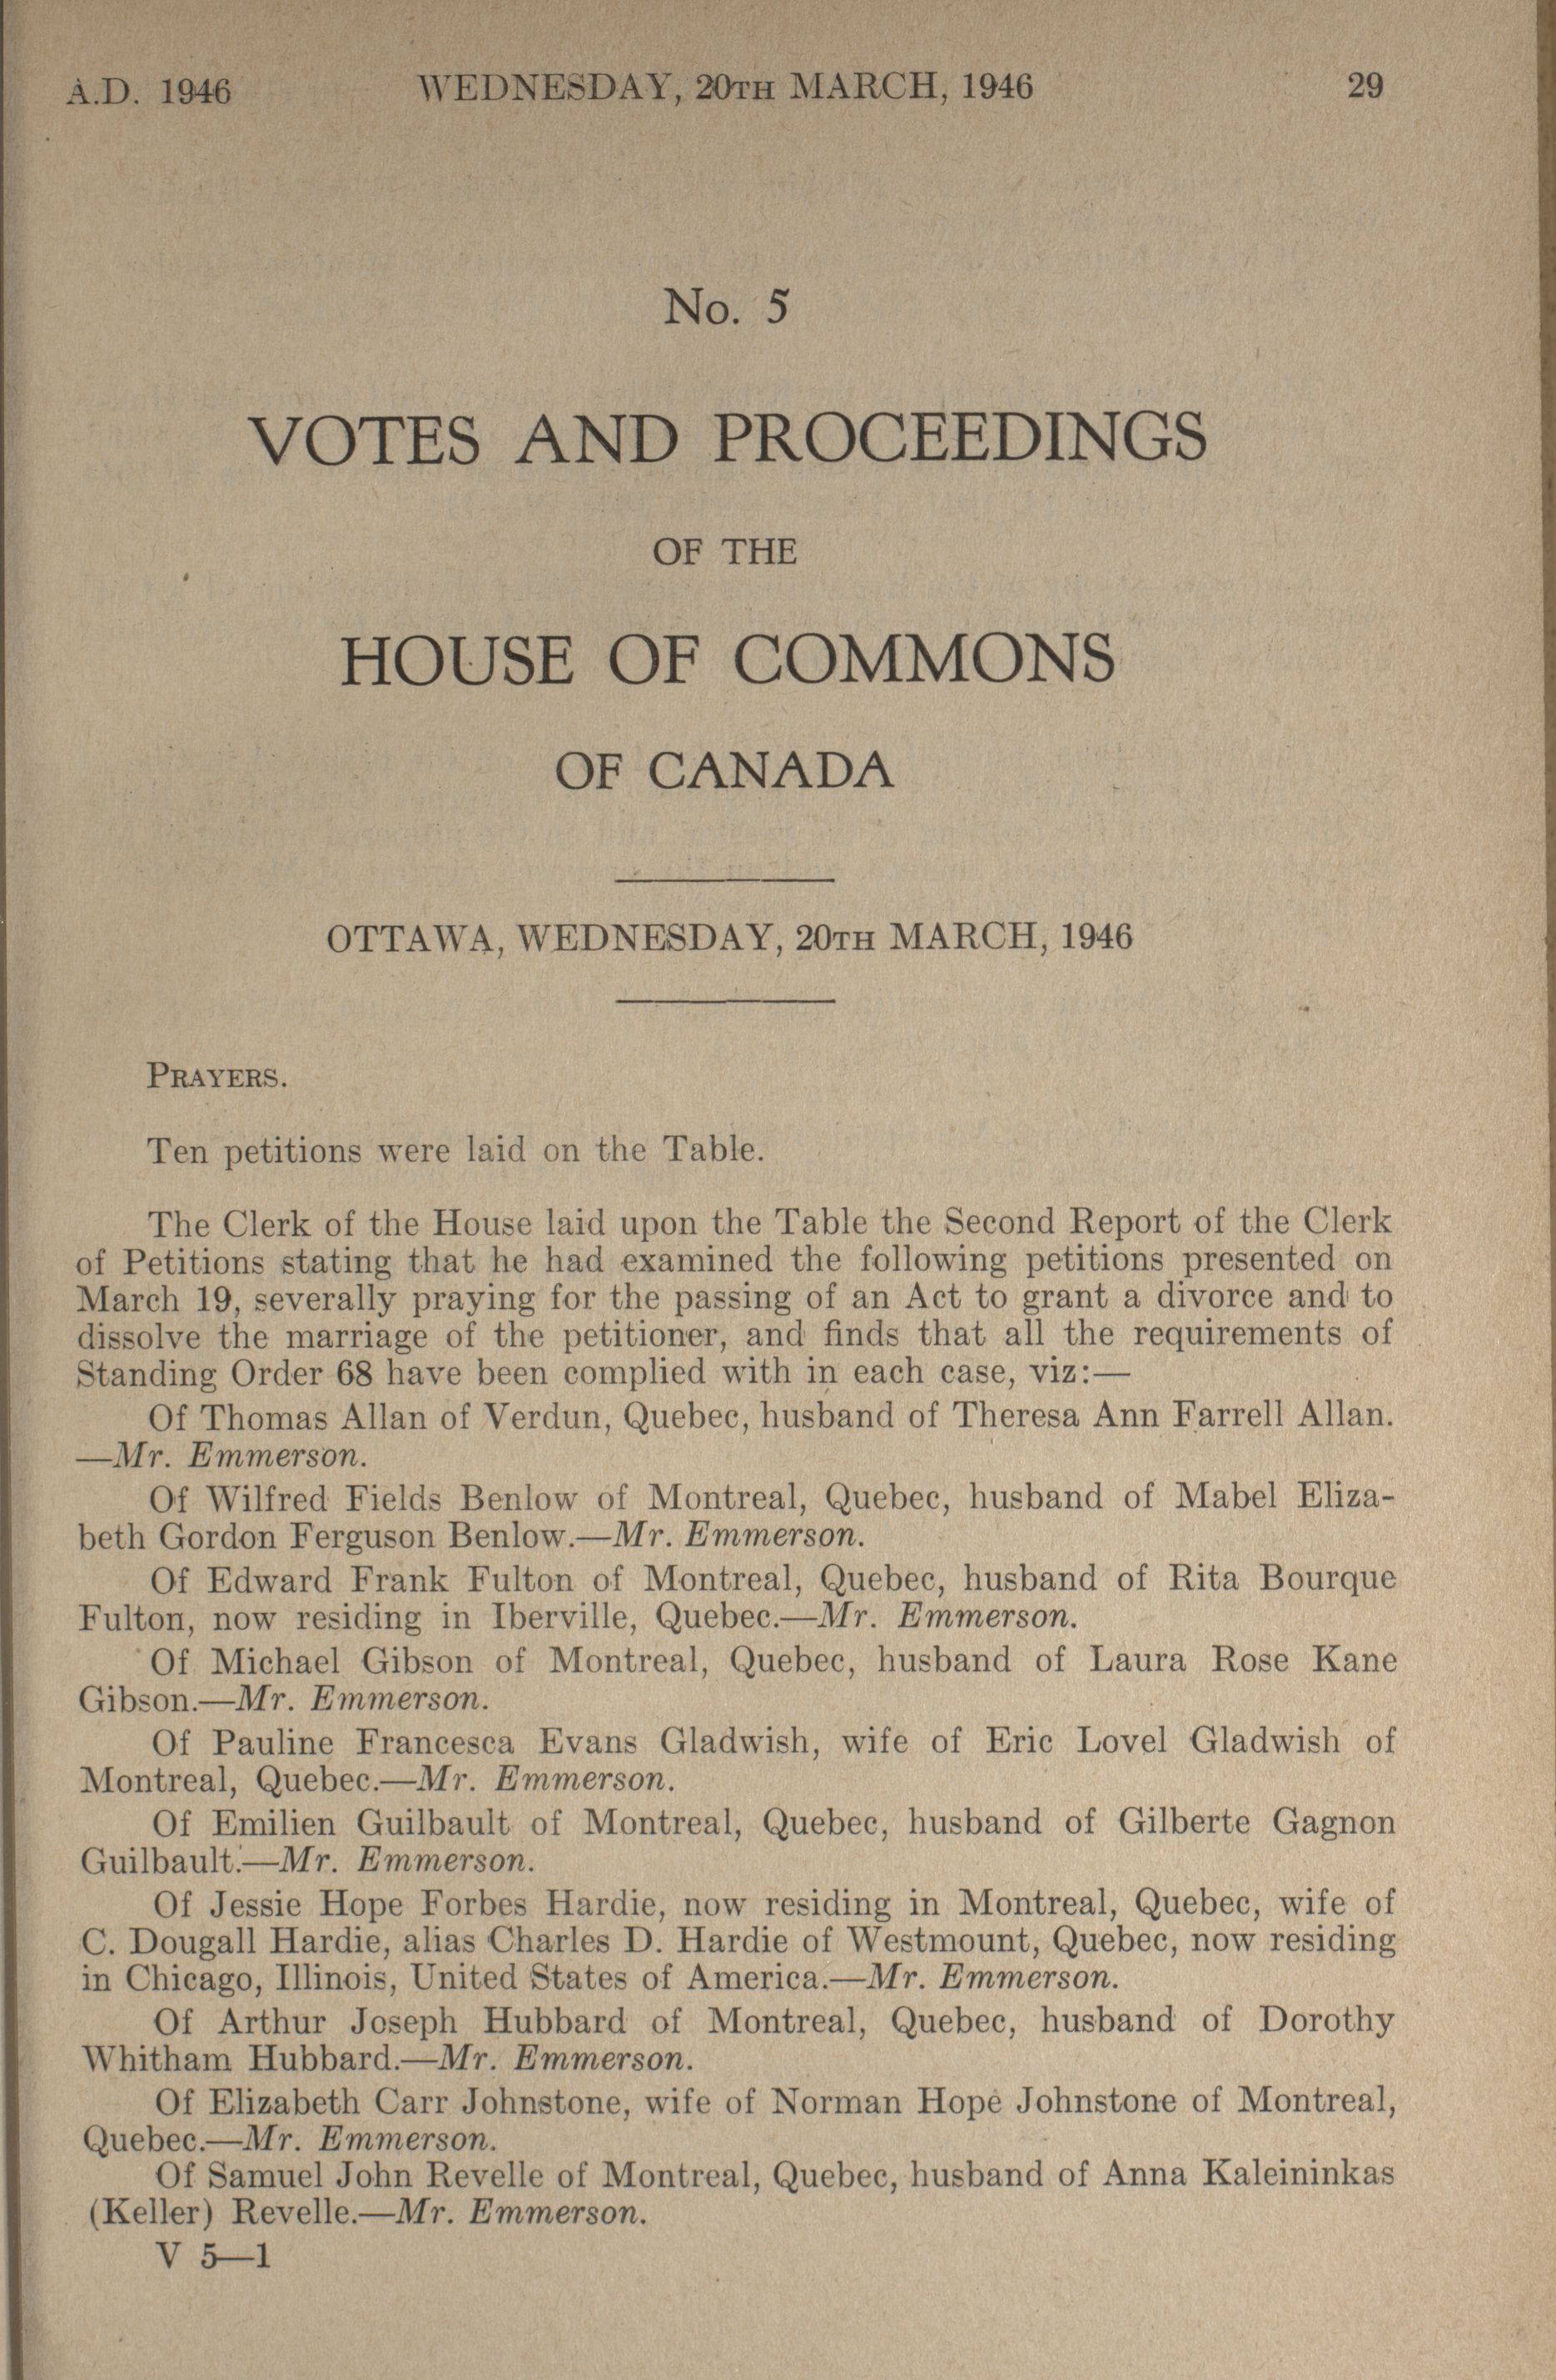 A.D. 1946 WEDNESDAY, 20TH MARCH, 1946 29
No. 5
VOTES AND PROCEEDINGS
OF THE
HOUSE OF COMMONS
OF CANADA
OTTAWA, WEDNESDAY, 20TH MARCH, 1946
PRAYERS.
Ten petitions were laid on the Table.
The Clerk of the House laid upon the Table the Second Report of the Clerk
of Petitions stating that he had examined the following petitions presented on
March 19, severally praying for the passing of an Act to grant a divorce and to
dissolve the marriage of the petitioner, and finds that all the requirements of
Standing Order 68 have been complied with in each case, viz:—
Of Thomas Allan of Verdun, Quebec, husband of Theresa Ann Farrell Allan.
—Mr. Emmerson.
Of Wilfred Fields Benlow of Montreal, Quebec, husband of Mabel Eliza-
beth Gordon Ferguson Benlow.—Mr. Emmerson.
Of Edward Frank Fulton of Montreal, Quebec, husband of Rita Bourque
Fulton, now residing in Iberville, Quebec.—Mr. Emmerson.
Of Michael Gibson of Montreal, Quebec, husband of Laura Rose Kane
Gibson.—Mr. Emmerson.
Of Pauline Francesca Evans Gladwish, wife of Eric Lovel Gladwish of
Montreal, Quebec.—Mr. Emmerson.
Of Emilien Guilbault of Montreal, Quebec, husband of Gilberte Gagnon
Guilbault.—Mr. Emmerson.
Of Jessie Hope Forbes Hardie, now residing in Montreal, Quebec, wife of
C. Dougall Hardie, alias Charles D. Hardie of Westmount, Quebec, now residing
in Chicago, Illinois, United States of America.—Mr. Emmerson.
Of Arthur Joseph Hubbard of Montreal, Quebec, husband of Dorothy
Whitham Hubbard.—Mr. Emmerson.
Of Elizabeth Carr Johnstone, wife of Norman Hope Johnstone of Montreal,
Quebec.—Mr. Emmerson.
Of Samuel John Revelle of Montreal, Quebec, husband of Anna Kaleininkas
(Keller) Revelle.—Mr. Emmerson.
V 5—1